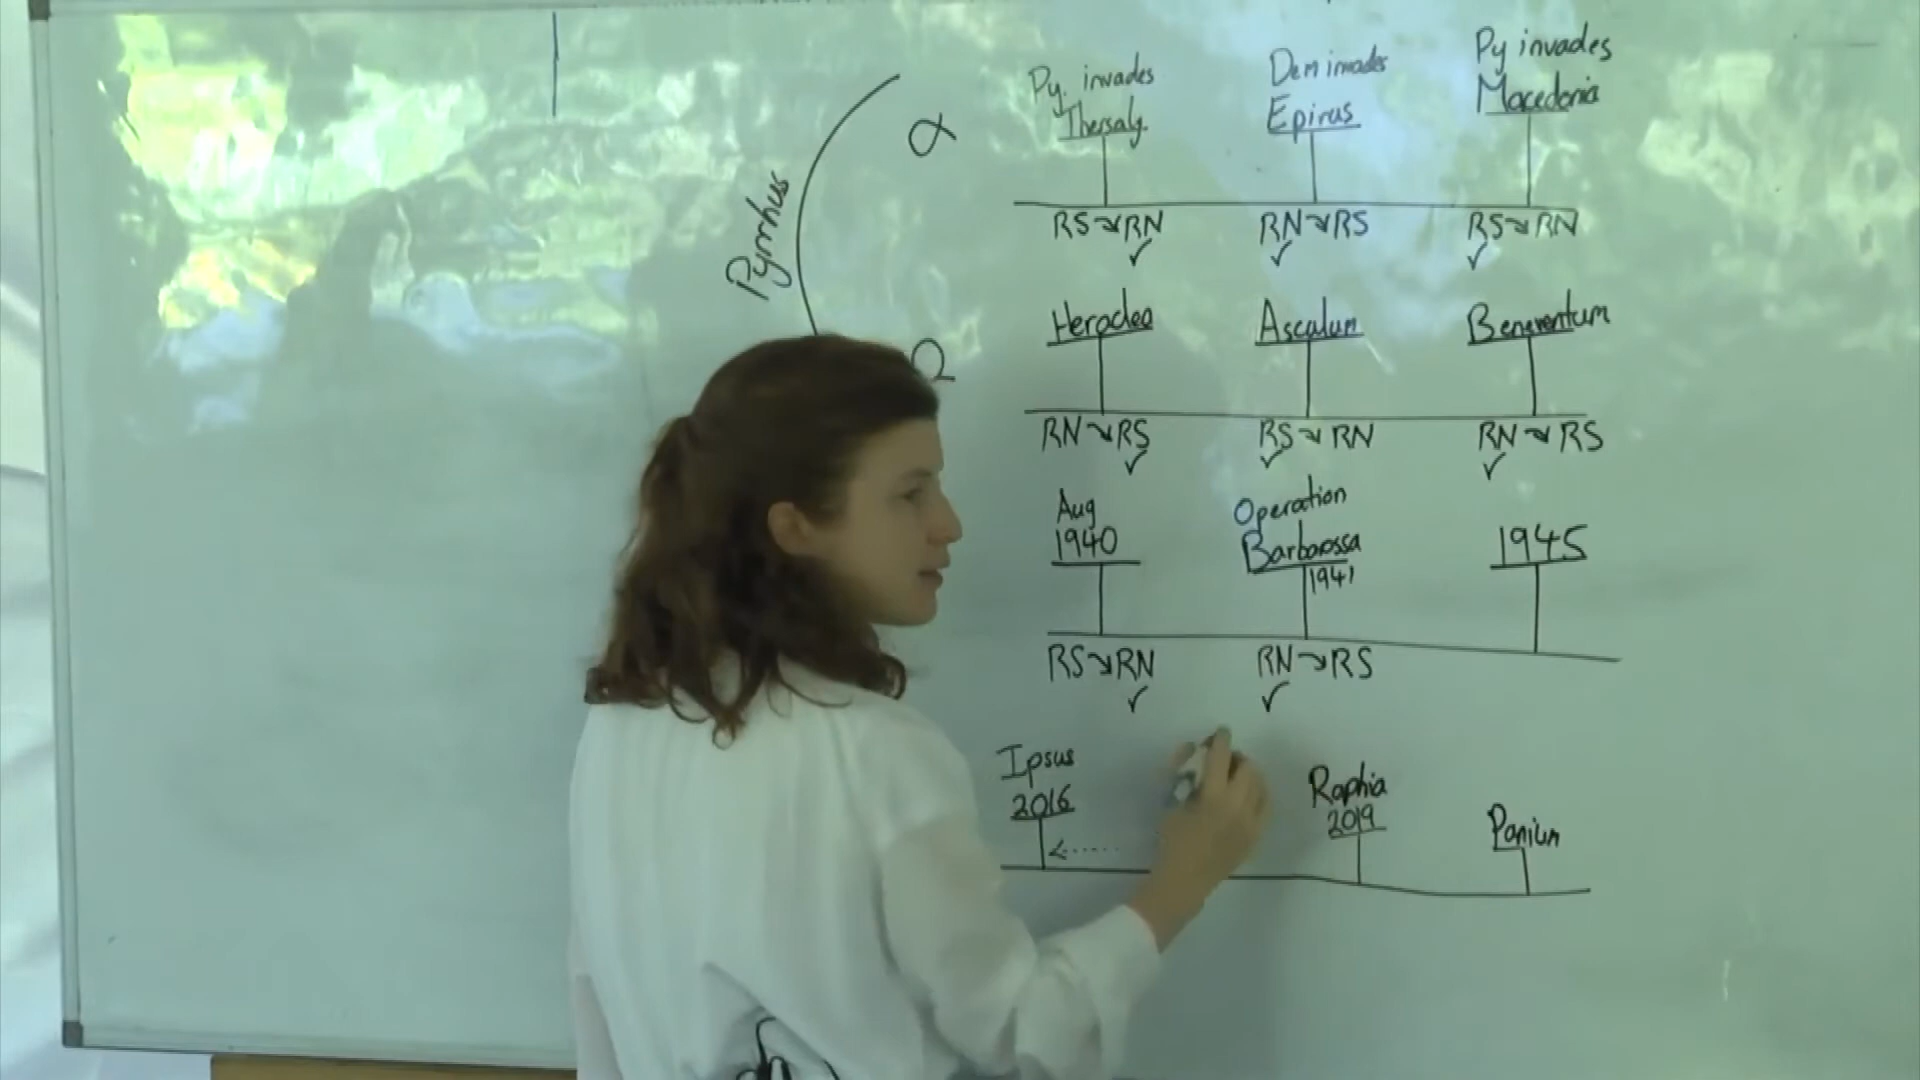 Pyrrhus
α
Py. invades
Thersaly.
Dem invades
Epirus
Py invades
Macedonia
RS → RN
✓
RN → RS
✓
RS → RN
✓
Ω
Heraclea
Ascalum
Beneventum
RN → RS
✓
RS → RN
✓
RN → RS
✓
Aug
1940
Operation
Barbarossa
1941
1945
RS → RN
✓
RN → RS
✓
Ipsus
2016
Raphia
2019
Panium